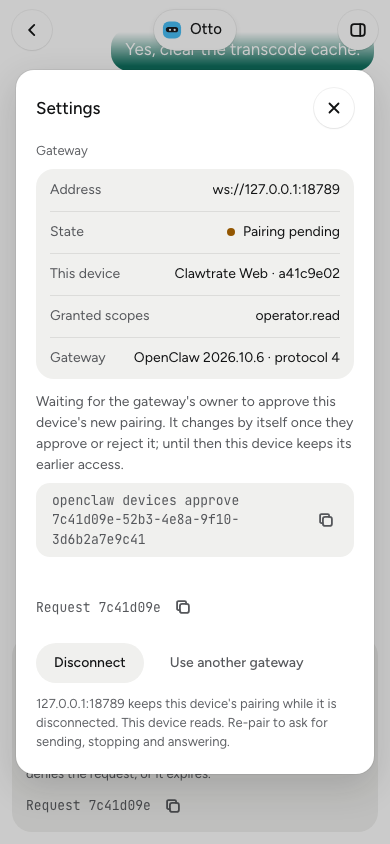 Otto
Yes, clear the transcode cache.
Settings
Gateway
Address ws://127.0.0.1:18789
State Pairing pending
This device Clawtrate Web · a41c9e02
Granted scopes operator.read
Gateway OpenClaw 2026.10.6 · protocol 4
Waiting for the gateway's owner to approve this
device's new pairing. It changes by itself once they
approve or reject it; until then this device keeps its
earlier access.
openclaw devices approve
7c41d09e-52b3-4e8a-9f10-
3d6b2a7e9c41
Request 7c41d09e
Disconnect Use another gateway
127.0.0.1:18789 keeps this device's pairing while it is
disconnected. This device reads. Re-pair to ask for
sending, stopping and answering.
denies the request, or it expires.
Request 7c41d09e